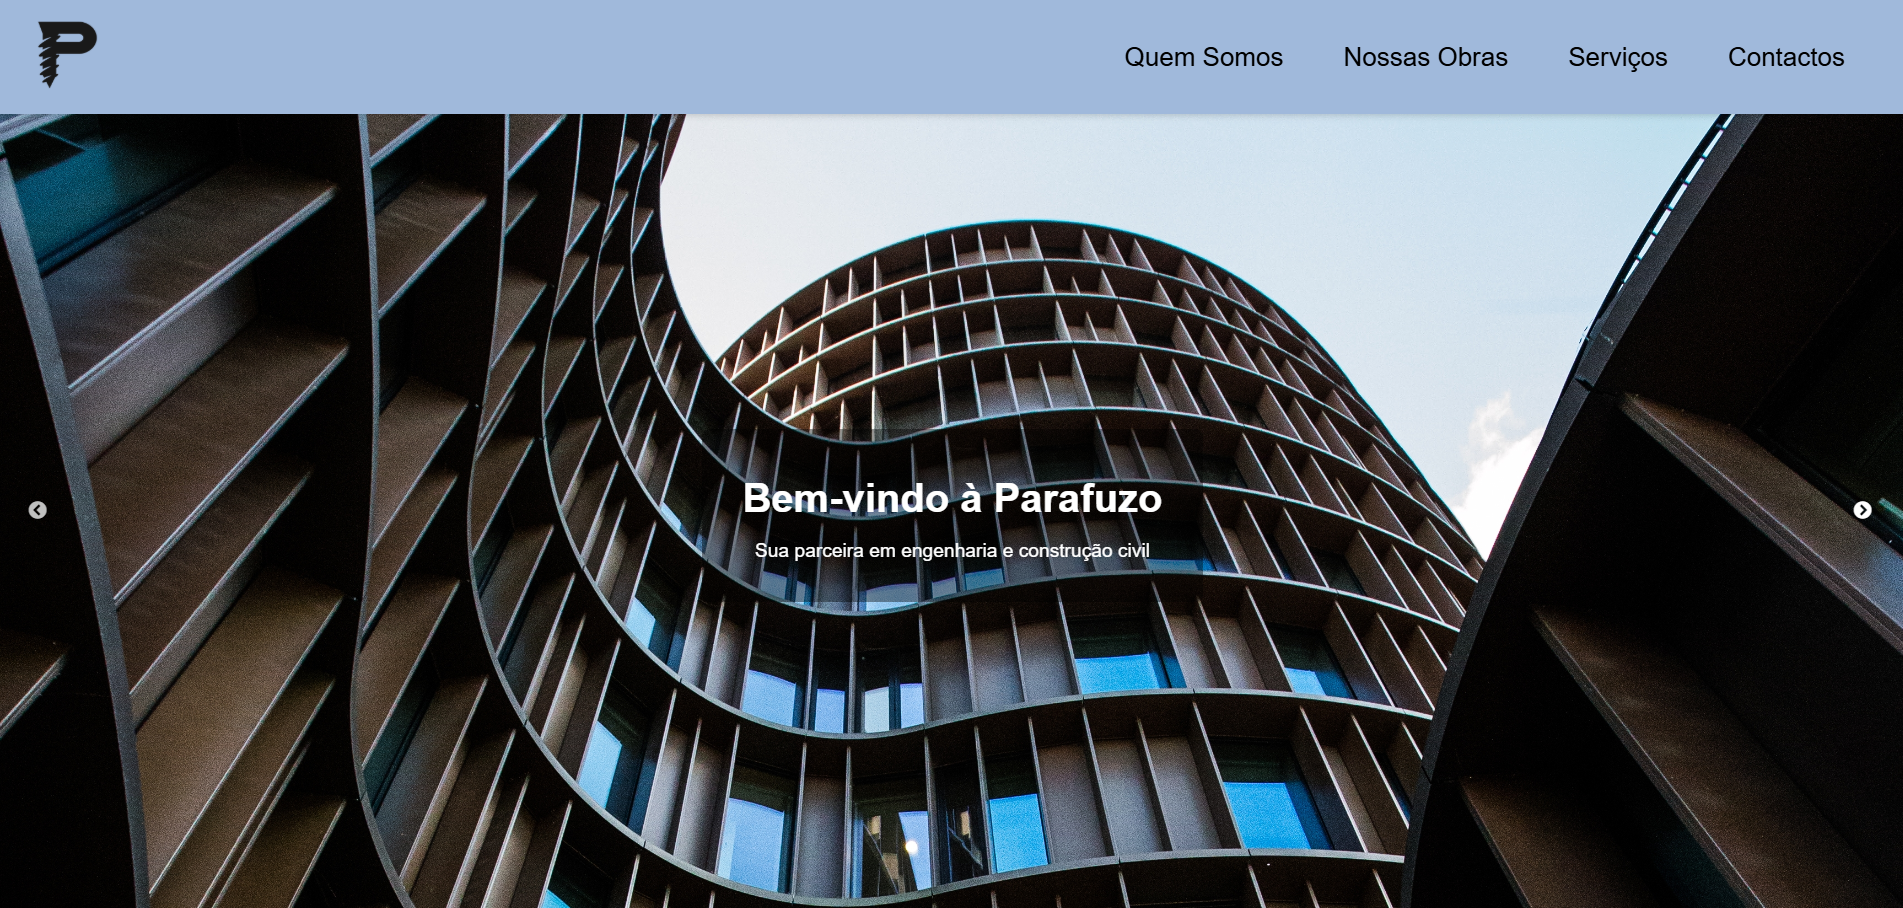 P
Quem Somos
Nossas Obras
Serviços
Contactos
Bem-vindo à Parafuzo
Sua parceira em engenharia e construção civil